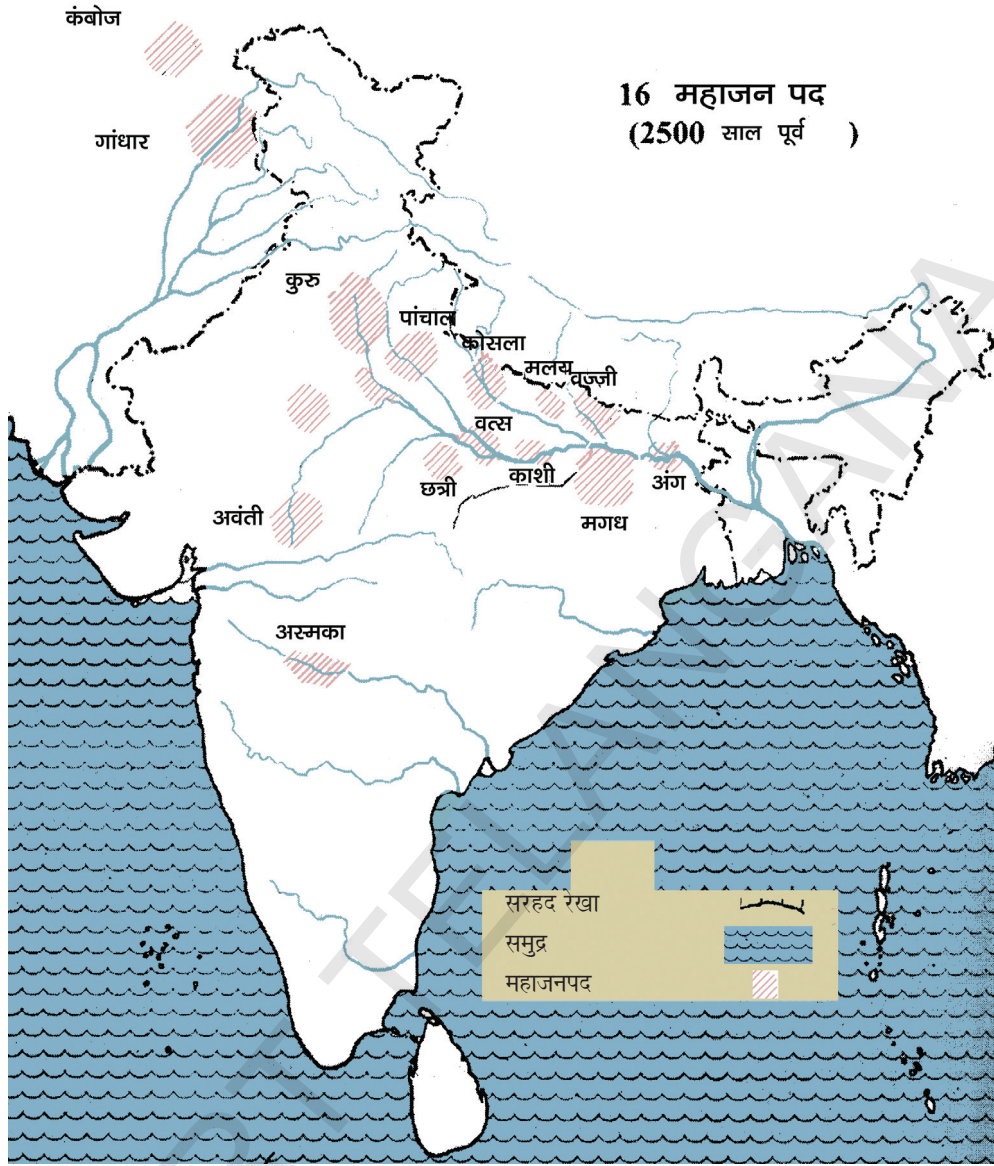 कंबोज
16 महाजन पद
(2500 साल पूर्व )
गांधार
कुरु
पांचाल
कोसला
मलय
वज्ज़ी
वत्स
छत्री
काशी
अंग
अवंती
मगध
अस्मका
सरहद रेखा
समुद्र
महाजनपद